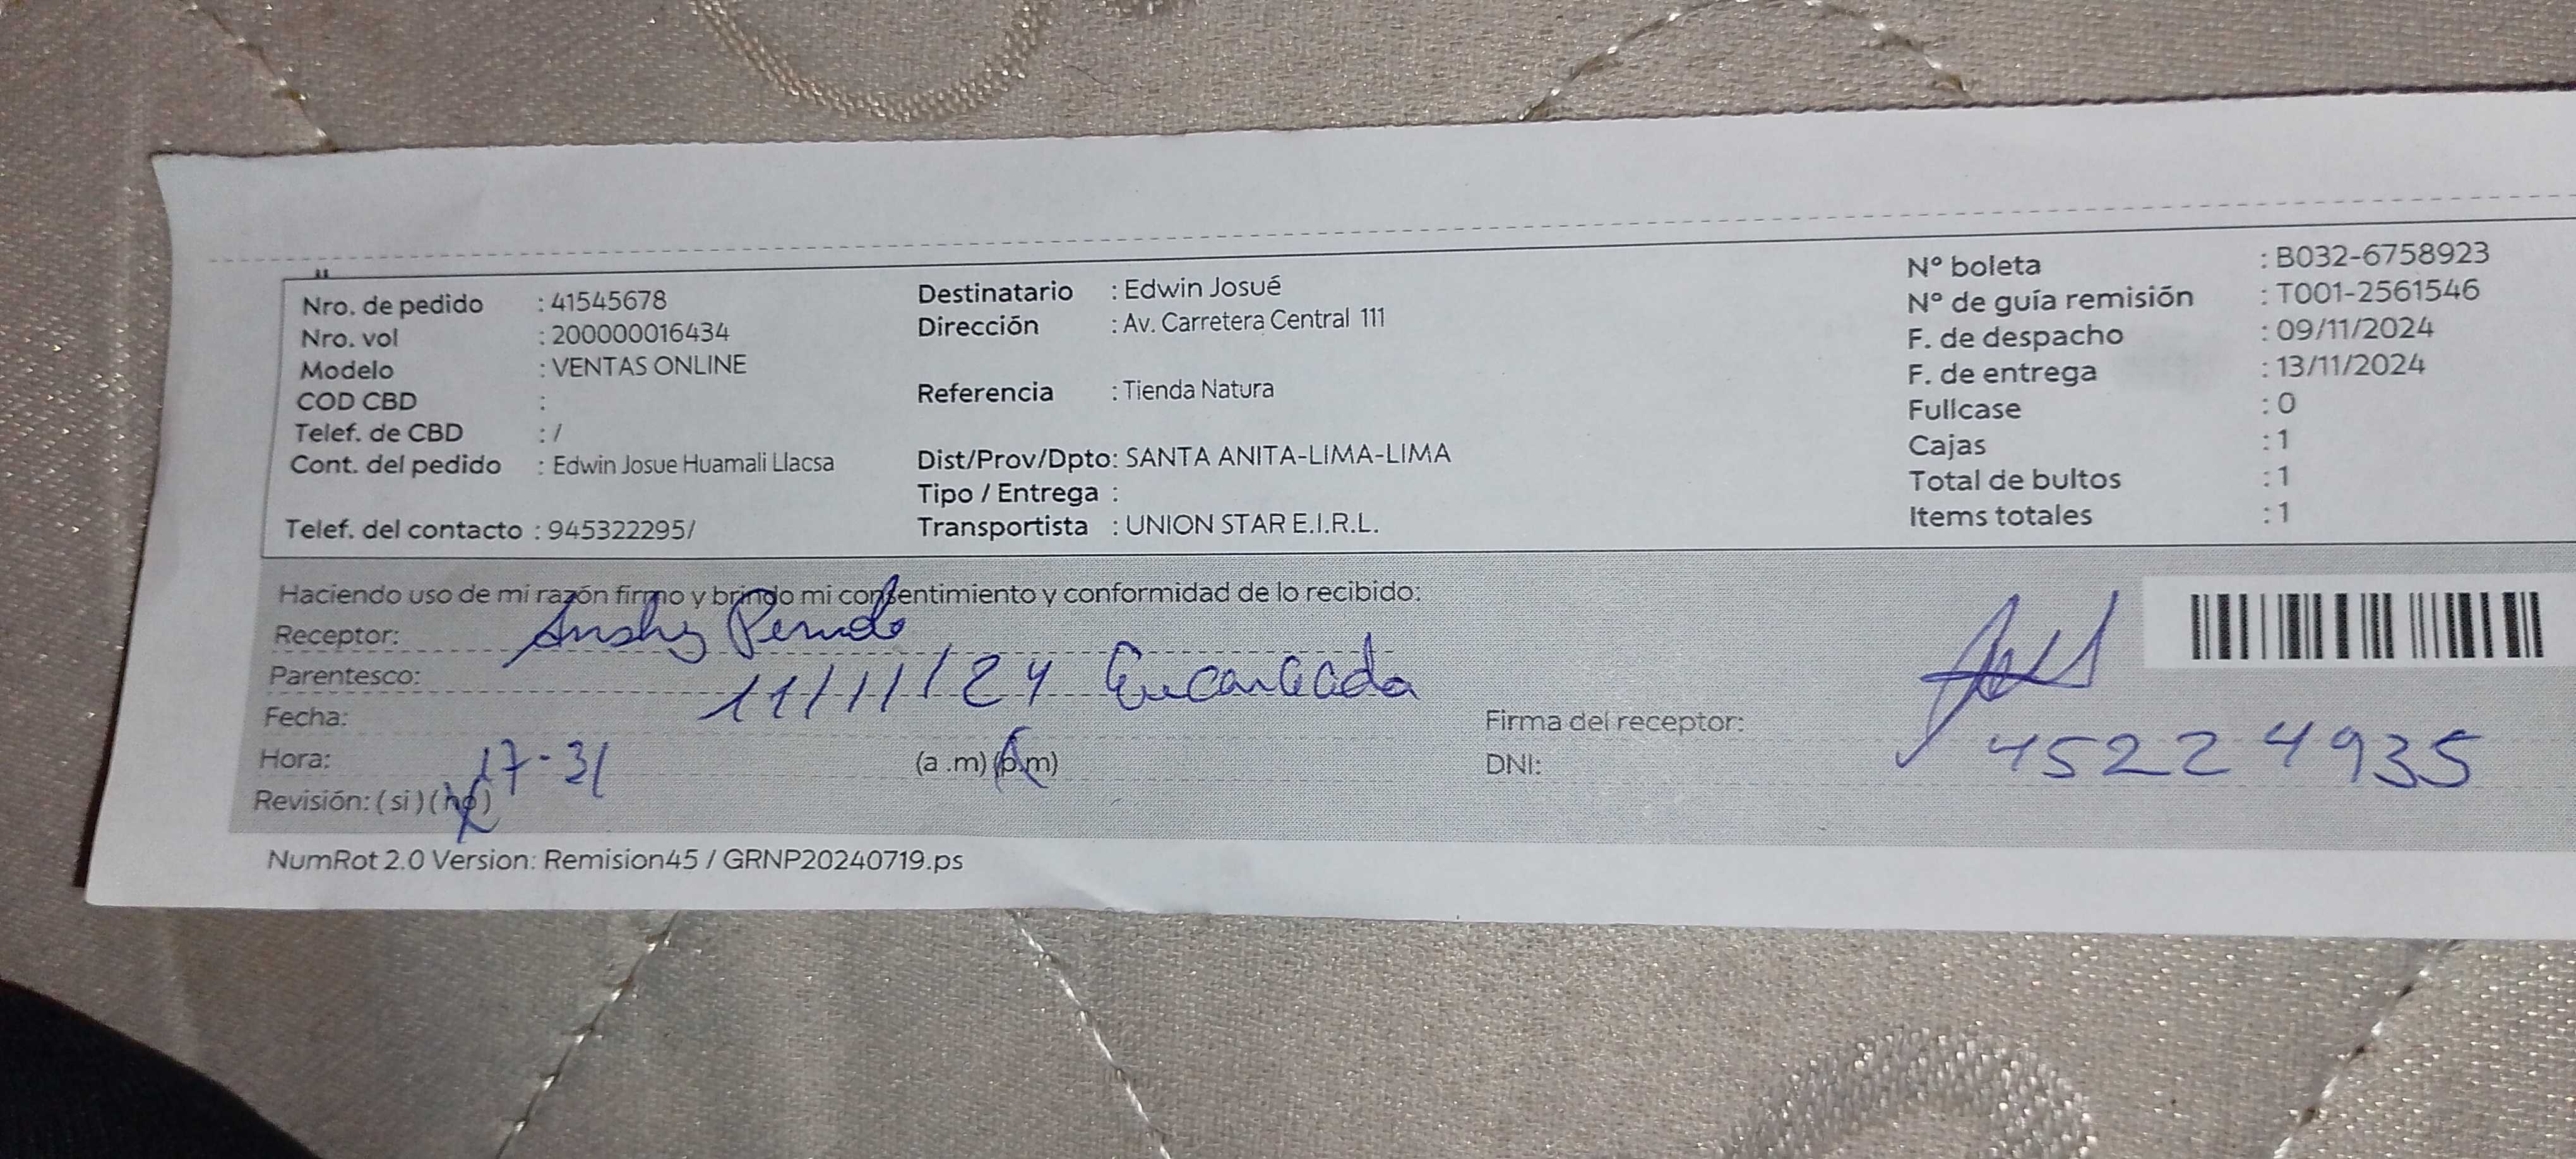 Nro. de pedido : 41545678
Nro. vol : 200000016434
Modelo : VENTAS ONLINE
COD CBD :
Telef. de CBD : /
Cont. del pedido : Edwin Josue Huamali Llacsa
Telef. del contacto : 945322295/
Destinatario : Edwin Josué
Dirección : Av. Carretera Central 111
Referencia : Tienda Natura
Dist/Prov/Dpto: SANTA ANITA-LIMA-LIMA
Tipo / Entrega :
Transportista : UNION STAR E.I.R.L.
N° boleta : B032-6758923
N° de guía remisión : T001-2561546
F. de despacho : 09/11/2024
F. de entrega : 13/11/2024
Fullcase : 0
Cajas : 1
Total de bultos : 1
Items totales : 1
Haciendo uso de mi razón firmo y brindo mi consentimiento y conformidad de lo recibido:
Receptor:
Parentesco: Encargada
Fecha: 11/11/24
Hora: 17-31 (a .m) (p.m)
Revisión: ( si ) ( no )
Firma del receptor:
DNI: 45224935
NumRot 2.0 Version: Remision45 / GRNP20240719.ps